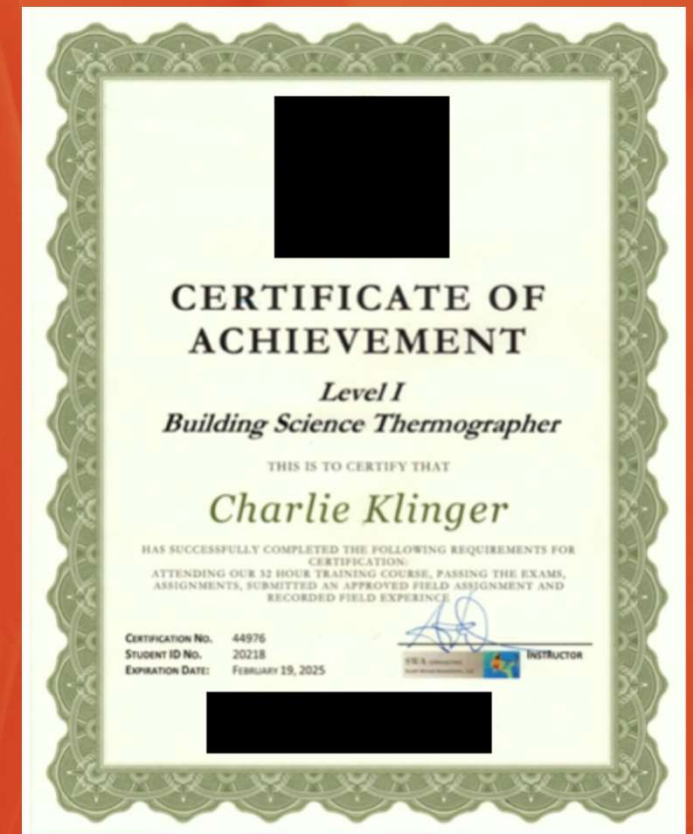 CERTIFICATE OF
ACHIEVEMENT
Level I
Building Science Thermographer
THIS IS TO CERTIFY THAT
Charlie Klinger
HAS SUCCESSFULLY COMPLETED THE FOLLOWING REQUIREMENTS FOR
CERTIFICATION:
ATTENDING OUR 32 HOUR TRAINING COURSE, PASSING THE EXAMS,
ASSIGNMENTS, SUBMITTED AN APPROVED FIELD ASSIGNMENT AND
RECORDED FIELD EXPERINCE
CERTIFICATION NO. 44976
STUDENT ID NO. 20218
EXPIRATION DATE: FEBRUARY 19, 2025
SWA CONSULTING
INSTRUCTOR